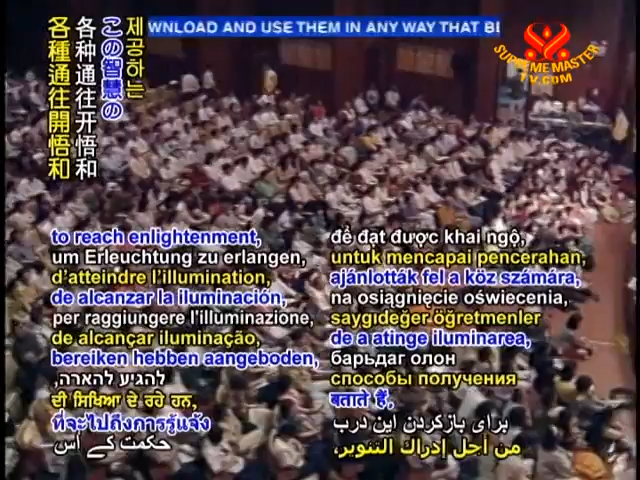 WNLOAD AND USE THEM IN ANY WAY THAT BE
SUPREME MASTER
TV.COM
제공하는
この智慧の
各种通往开悟和
各種通往開悟和
to reach enlightenment,
um Erleuchtung zu erlangen,
d'atteindre l'illumination,
de alcanzar la iluminación,
per raggiungere l'illuminazione,
de alcançar iluminação,
bereiken hebben aangeboden,
להגיע להארה,
ਦੀ ਸਿਖਿਆ ਦੇ ਰਹੇ ਹਨ,
ที่จะไปถึงการรู้แจ้ง
حکمت کے اس
để đạt được khai ngộ,
untuk mencapai pencerahan,
ajánlották fel a köz számára,
na osiągnięcie oświecenia,
saygıdeğer öğretmenler
de a atinge iluminarea,
барьдаг олон
способы получения
बताते हैं,
برای بازکردن این درب
من أجل إدراك التنوير،